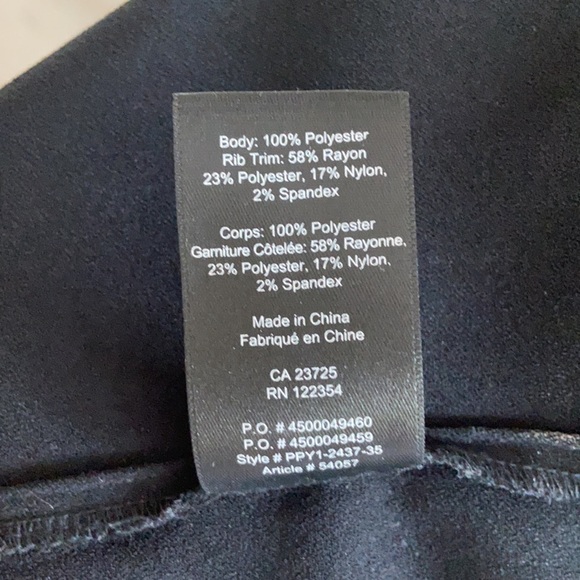 Body: 100% Polyester
Rib Trim: 58% Rayon
23% Polyester, 17% Nylon,
2% Spandex
Corps: 100% Polyester
Garniture Côtelée: 58% Rayonne,
23% Polyester, 17% Nylon,
2% Spandex
Made in China
Fabriqué en Chine
CA 23725
RN 122354
P.O. # 4500049460
P.O. # 4500049459
Style # PPY1-2437-35
Article # 54057